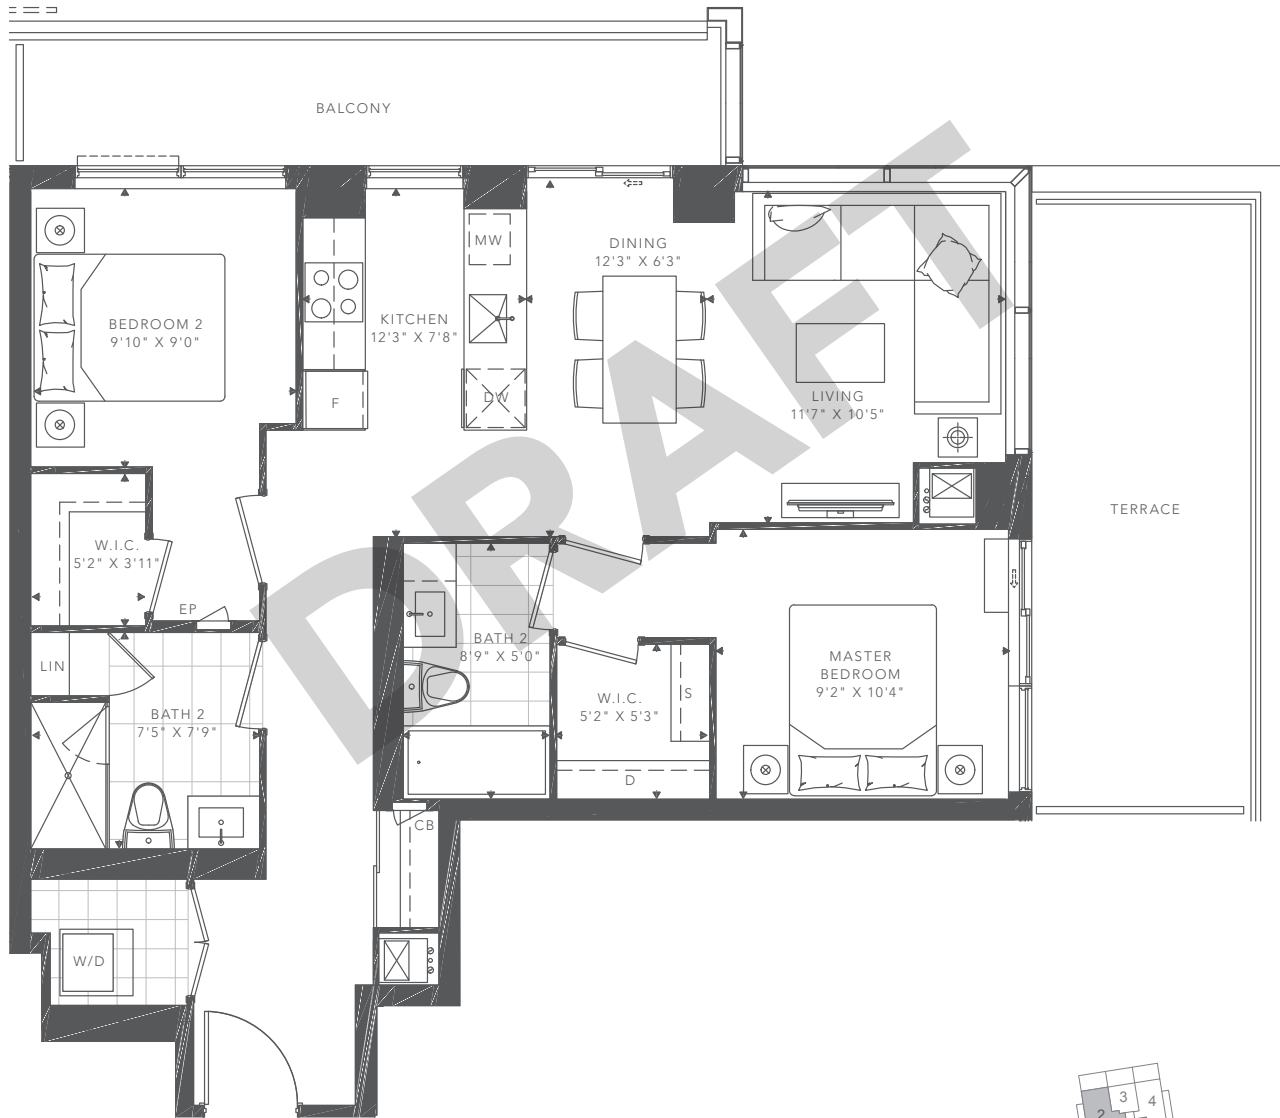 BALCONY
MW
DINING
12'3" X 6'3"
BEDROOM 2
9'10" X 9'0"
KITCHEN
12'3" X 7'8"
F
DW
LIVING
11'7" X 10'5"
DRAFT
TERRACE
W.I.C.
5'2" X 3'11"
EP
LIN
BATH 2
8'9" X 5'0"
MASTER
BEDROOM
9'2" X 10'4"
W.I.C.
5'2" X 5'3"
S
BATH 2
7'5" X 7'9"
D
CB
W/D
3
4
2